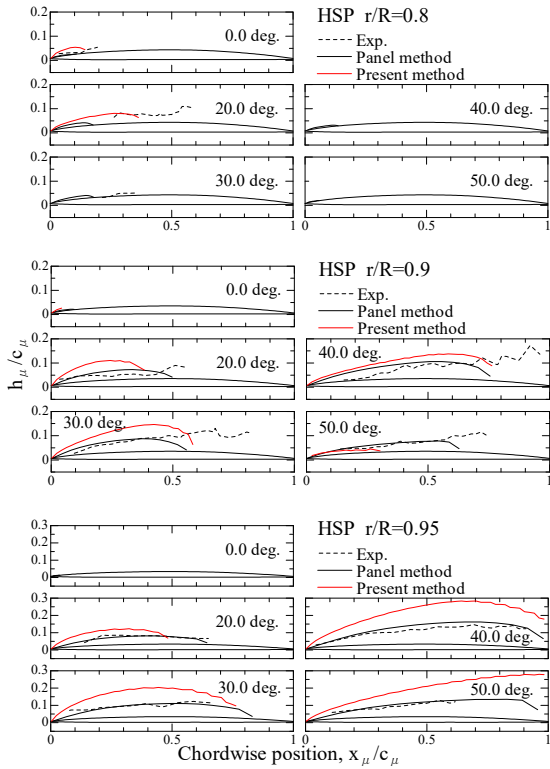 HSP r/R=0.8
0.2
0.0 deg.
Exp.
Panel method
Present method
0.1
0
0.2
20.0 deg.
40.0 deg.
0.1
0
0.2
30.0 deg.
50.0 deg.
0.1
0
0.5
1
0
0.5
1
HSP r/R=0.9
0.2
0.0 deg.
Exp.
Panel method
Present method
0.1
0
0.2
20.0 deg.
40.0 deg.
0.1
0
0.2
30.0 deg.
50.0 deg.
0.1
0
0
0.5
1
0
0.5
1
hμ/cμ
HSP r/R=0.95
0.3
0.2
0.0 deg.
Exp.
Panel method
Present method
0.1
0
0.2
20.0 deg.
40.0 deg.
0.1
0
0.3
0.2
30.0 deg.
50.0 deg.
0.1
0
0
0.5
1
0
0.5
1
Chordwise position, xμ/cμ